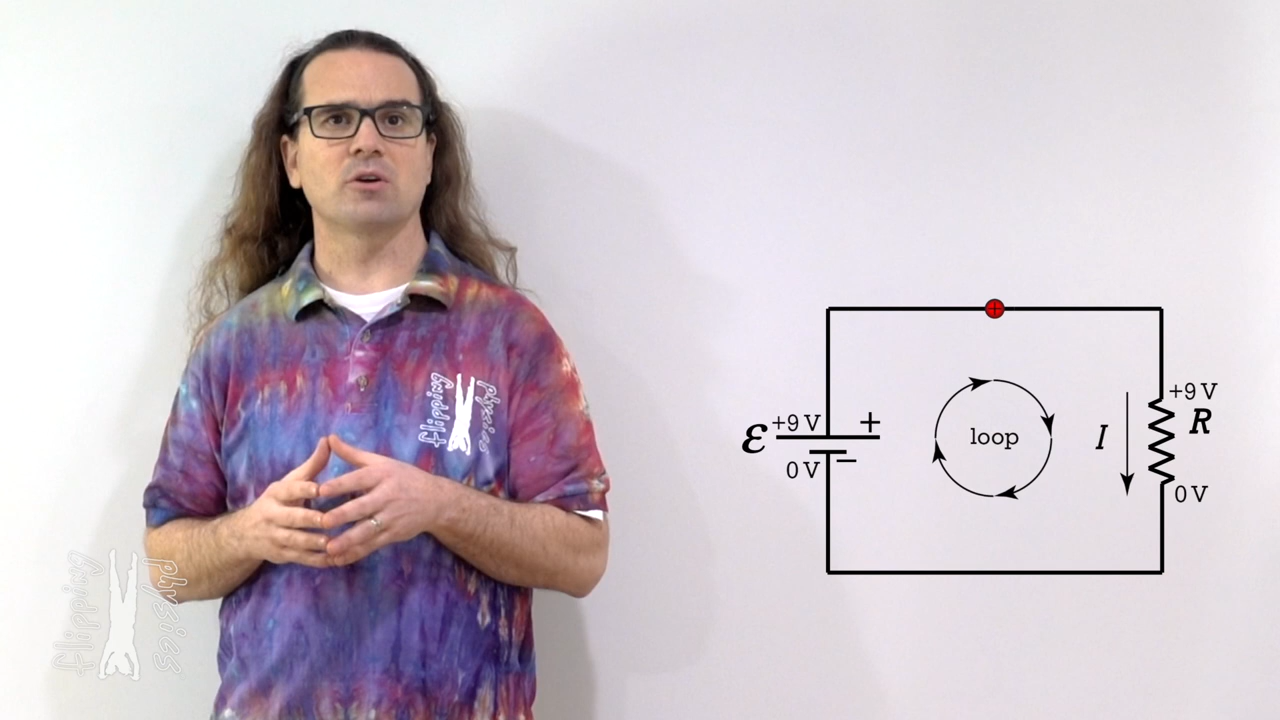 flipping
physics
flipping
physics
+9 V
+
ℰ
0 V
−
loop
I
+9 V
R
0 V
+